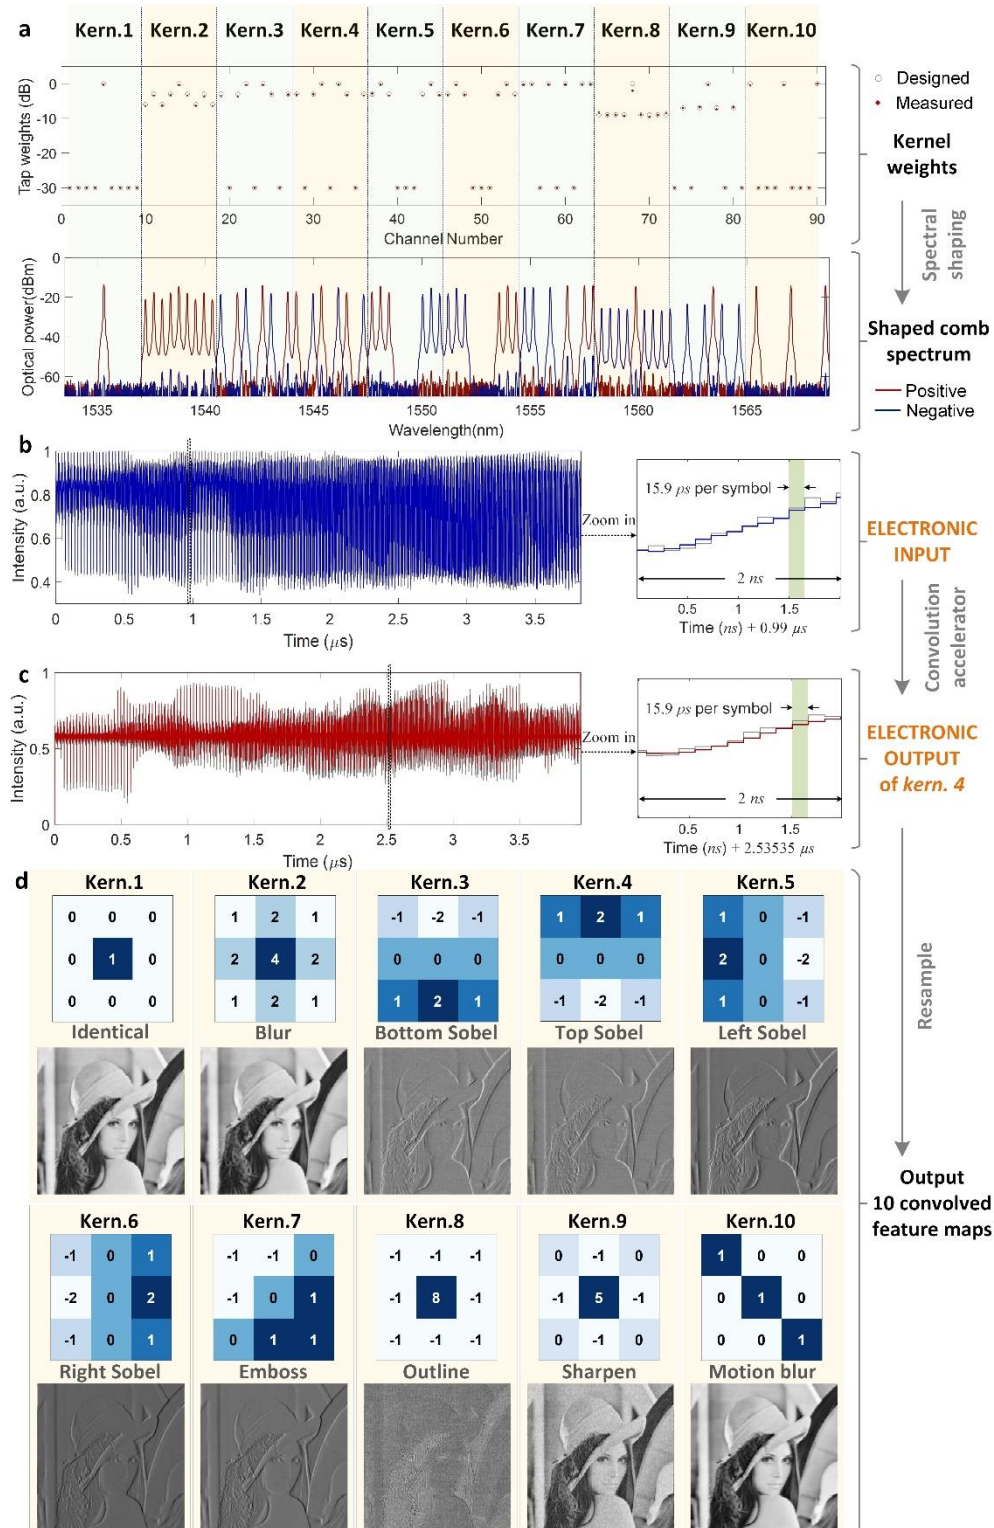 a
Kern.1 Kern.2 Kern.3 Kern.4 Kern.5 Kern.6 Kern.7 Kern.8 Kern.9 Kern.10
Tap weights (dB)
0
-10
-20
-30
0 10 20 30 40 50 60 70 80 90
Channel Number
Designed
Measured
Kernel
weights
Spectral
shaping
Optical power(dBm)
0
-20
-40
-60
1535 1540 1545 1550 1555 1560 1565
Wavelength(nm)
Shaped comb
spectrum
Positive
Negative
b
Intensity (a.u.)
1
0.8
0.6
0.4
0 0.5 1 1.5 2 2.5 3 3.5
Time (μs)
Zoom in
15.9 ps per symbol
2 ns
0.5 1 1.5
Time (ns) + 0.99 μs
ELECTRONIC
INPUT
Convolution
accelerator
c
Intensity (a.u.)
1
0.5
0
0 0.5 1 1.5 2 2.5 3 3.5
Time (μs)
Zoom in
15.9 ps per symbol
2 ns
0.5 1 1.5
Time (ns) + 2.53535 μs
ELECTRONIC
OUTPUT
of kern. 4
Resample
d
Kern.1 Kern.2 Kern.3 Kern.4 Kern.5
0 0 0 1 2 1 -1 -2 -1 1 2 1 1 0 -1
0 1 0 2 4 2 0 0 0 0 0 0 2 0 -2
0 0 0 1 2 1 1 2 1 -1 -2 -1 1 0 -1
Identical Blur Bottom Sobel Top Sobel Left Sobel
Output
10 convolved
feature maps
Kern.6 Kern.7 Kern.8 Kern.9 Kern.10
-1 0 1 -1 -1 0 -1 -1 -1 0 -1 0 1 0 0
-2 0 2 -1 0 1 -1 8 -1 -1 5 -1 0 1 0
-1 0 1 0 1 1 -1 -1 -1 0 -1 0 0 0 1
Right Sobel Emboss Outline Sharpen Motion blur